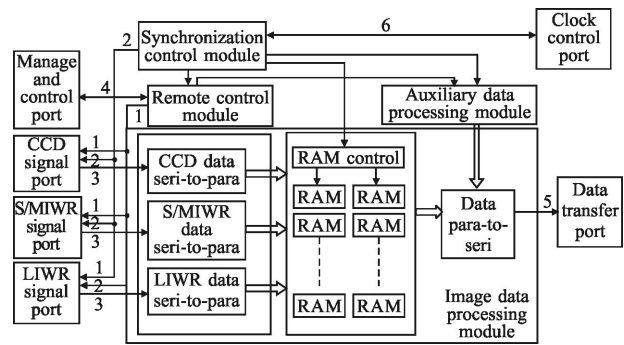 6
Clock
control
port
2
Synchronization
control module
Manage
and
control
port
4
1
Remote control
module
Auxiliary data
processing module
CCD
signal
port
1
2
3
CCD data
seri-to-para
RAM control
RAM
RAM
S/MIWR
signal
port
1
2
3
S/MIWR
data
seri-to-para
RAM
RAM
Data
para-to-
seri
5
Data
transfer
port
LIWR
signal
port
1
2
3
LIWR data
seri-to-para
RAM
RAM
Image data
processing
module